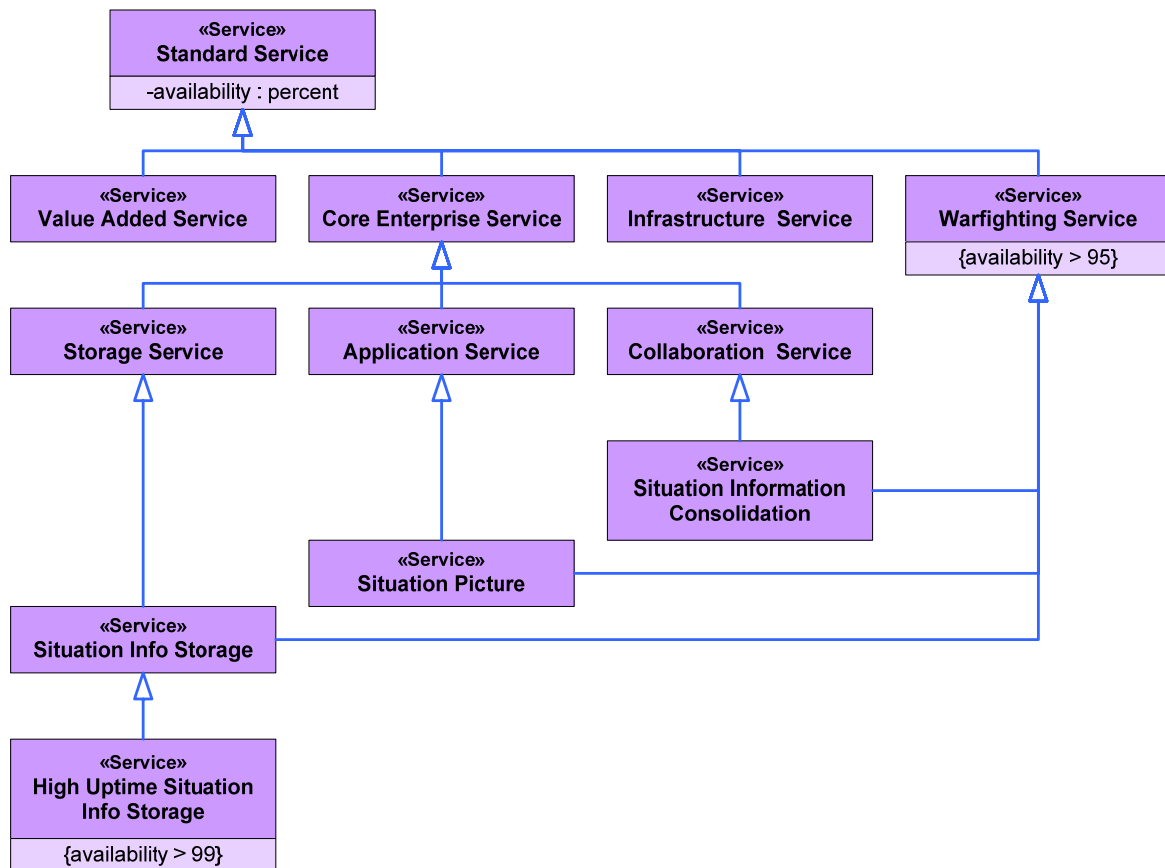 «Service»
Standard Service
-availability : percent
«Service»
Value Added Service
«Service»
Core Enterprise Service
«Service»
Infrastructure Service
«Service»
Warfighting Service
{availability > 95}
«Service»
Storage Service
«Service»
Application Service
«Service»
Collaboration Service
«Service»
Situation Information
Consolidation
«Service»
Situation Picture
«Service»
Situation Info Storage
«Service»
High Uptime Situation
Info Storage
{availability > 99}